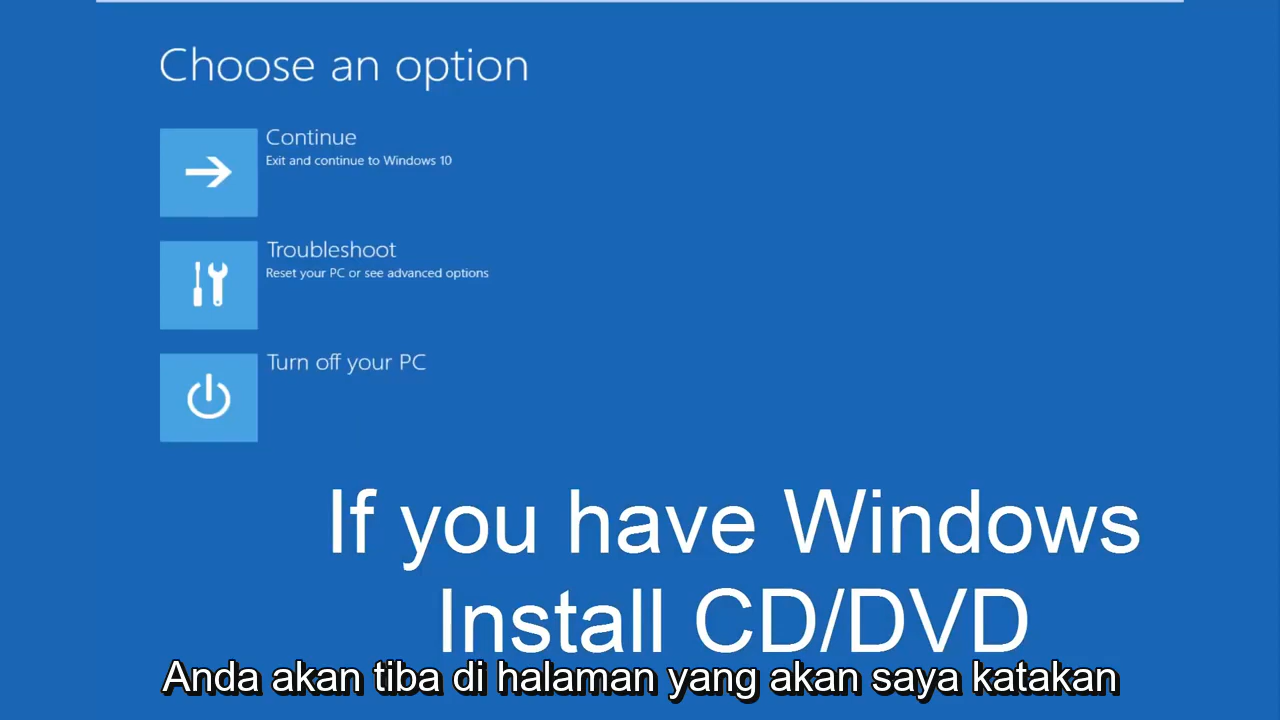 Choose an option
Continue
Exit and continue to Windows 10
Troubleshoot
Reset your PC or see advanced options
Turn off your PC
If you have Windows
Install CD/DVD
Anda akan tiba di halaman yang akan saya katakan